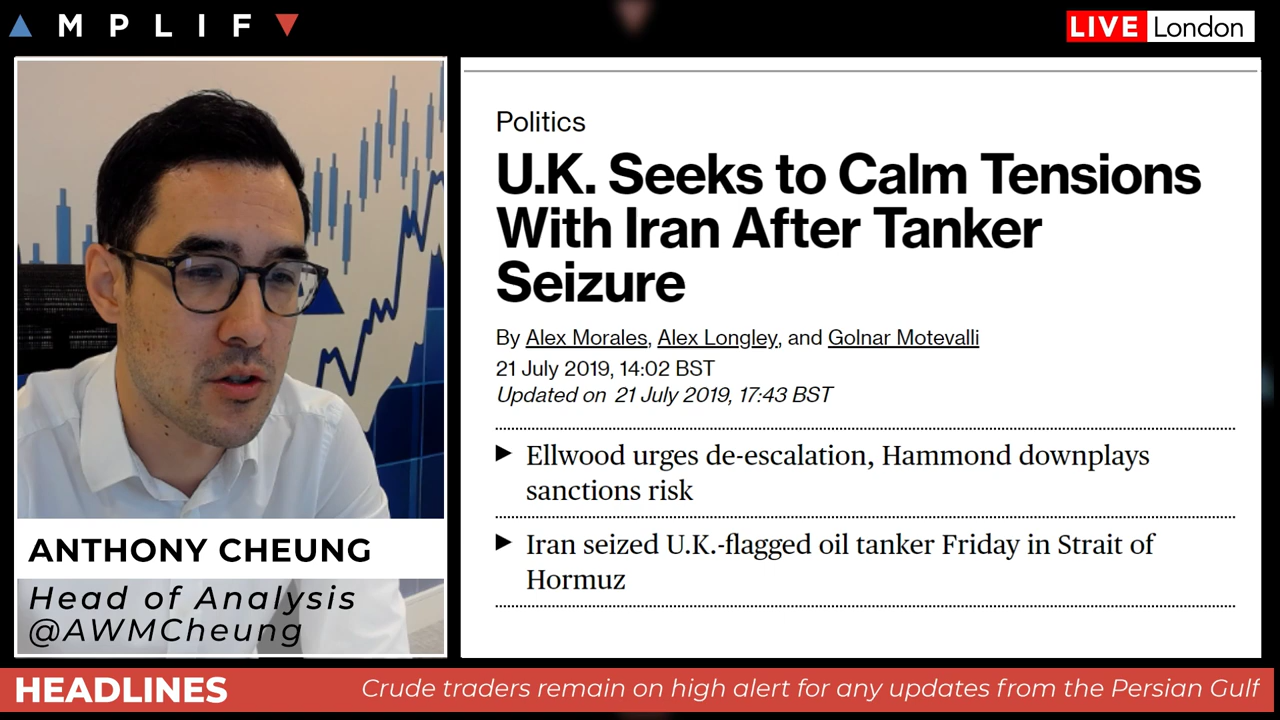 MPLIF
LIVE London
Politics
U.K. Seeks to Calm Tensions
With Iran After Tanker
Seizure
By Alex Morales, Alex Longley, and Golnar Motevalli
21 July 2019, 14:02 BST
Updated on 21 July 2019, 17:43 BST
Ellwood urges de-escalation, Hammond downplays
sanctions risk
Iran seized U.K.-flagged oil tanker Friday in Strait of
Hormuz
ANTHONY CHEUNG
Head of Analysis
@AWMCheung
HEADLINES Crude traders remain on high alert for any updates from the Persian Gulf